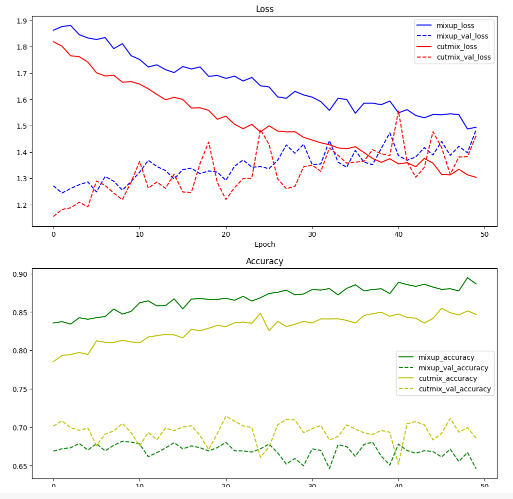 Loss
1.9
1.8
1.7
1.6
1.5
1.4
1.3
1.2
mixup_loss
mixup_val_loss
cutmix_loss
cutmix_val_loss
0 10 20 30 40 50
Epoch
Accuracy
0.90
0.85
0.80
0.75
0.70
0.65
mixup_accuracy
mixup_val_accuracy
cutmix_accuracy
cutmix_val_accuracy
0 10 20 30 40 50